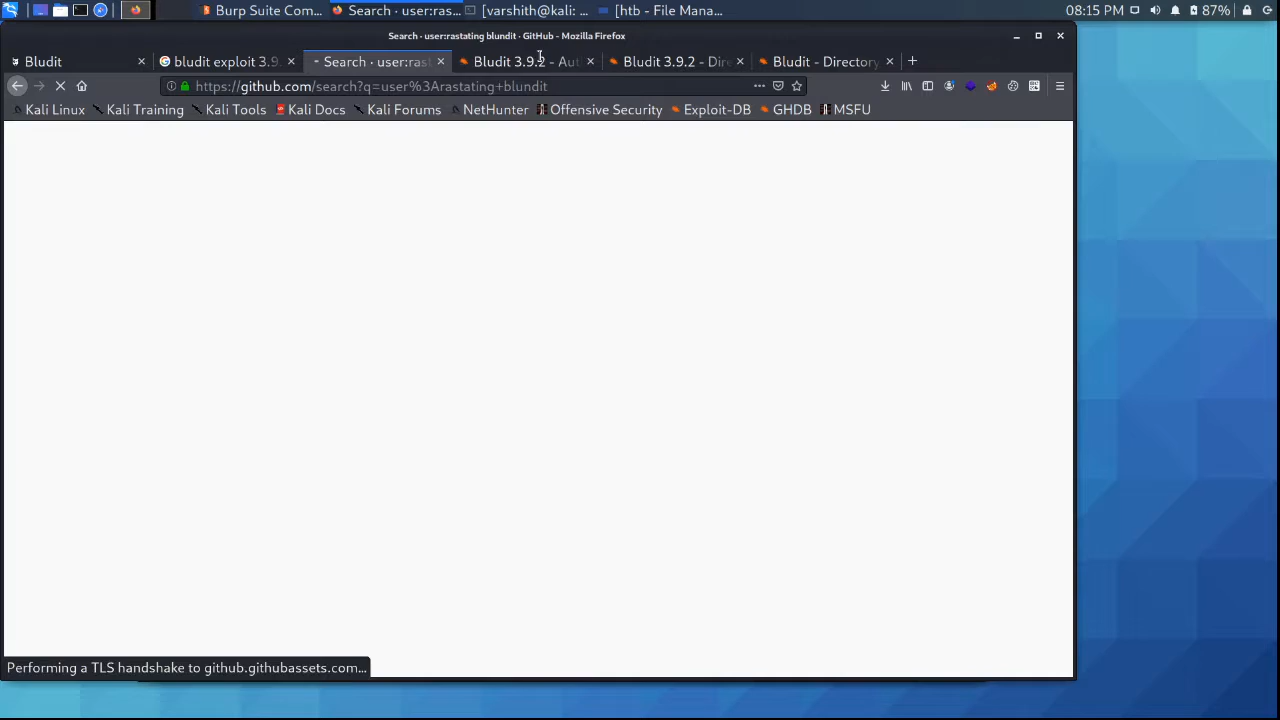 Burp Suite Com...
Search · user:ras...
[varshith@kali: ...
[htb - File Mana...
08:15 PM
87%
Search · user:rastating blundit · GitHub - Mozilla Firefox
Bludit
bludit exploit 3.9.
Search · user:rast
Bludit 3.9.2 - Aut
Bludit 3.9.2 - Dire
Bludit - Directory
https://github.com/search?q=user%3Arastating+blundit
Kali Linux
Kali Training
Kali Tools
Kali Docs
Kali Forums
NetHunter
Offensive Security
Exploit-DB
GHDB
MSFU
Performing a TLS handshake to github.githubassets.com...